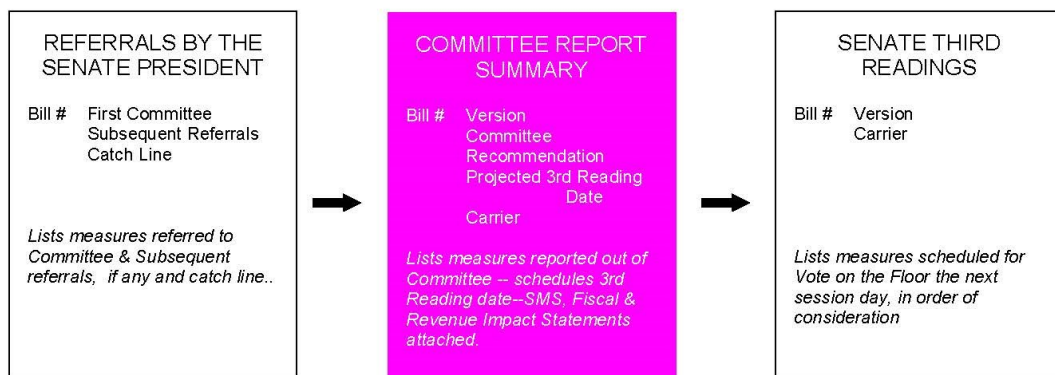 REFERRALS BY THE
SENATE PRESIDENT
Bill # First Committee
Subsequent Referrals
Catch Line
Lists measures referred to
Committee & Subsequent
referrals, if any and catch line..
COMMITTEE REPORT
SUMMARY
Bill # Version
Committee
Recommendation
Projected 3rd Reading
Date
Carrier
Lists measures reported out of
Committee -- schedules 3rd
Reading date--SMS, Fiscal &
Revenue Impact Statements
attached.
SENATE THIRD
READINGS
Bill # Version
Carrier
Lists measures scheduled for
Vote on the Floor the next
session day, in order of
consideration